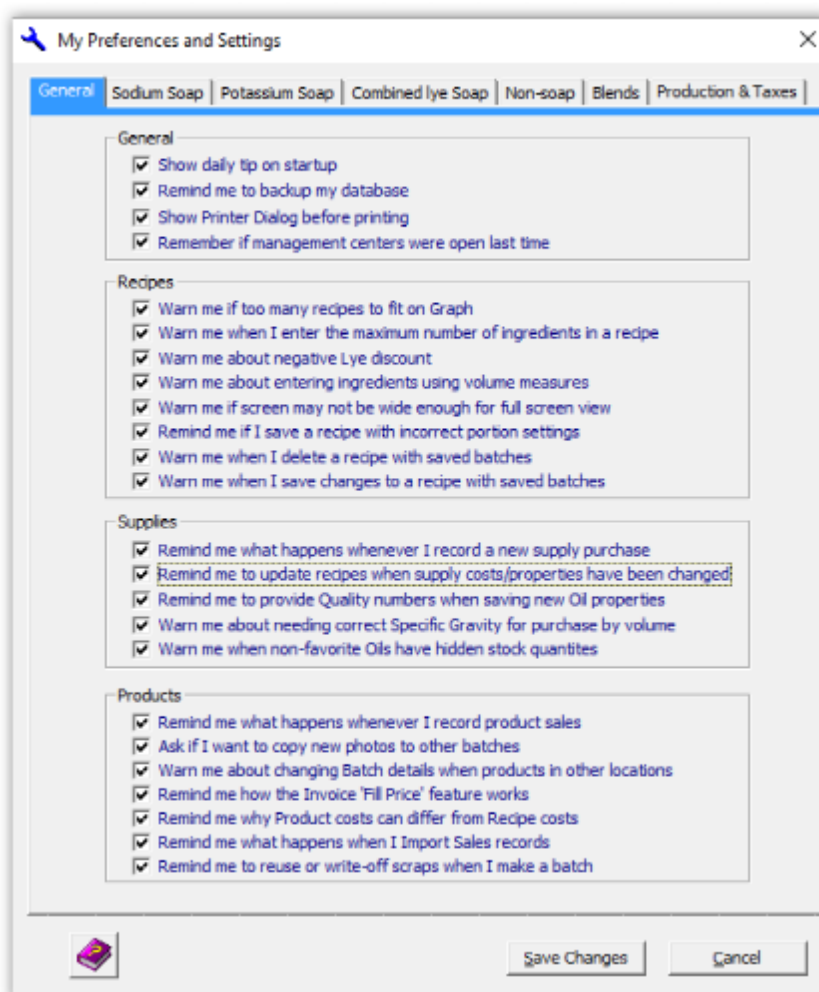 My Preferences and Settings
General Sodium Soap Potassium Soap Combined lye Soap Non-soap Blends Production & Taxes
General
Show daily tip on startup
Remind me to backup my database
Show Printer Dialog before printing
Remember if management centers were open last time
Recipes
Warn me if too many recipes to fit on Graph
Warn me when I enter the maximum number of ingredients in a recipe
Warn me about negative Lye discount
Warn me about entering ingredients using volume measures
Warn me if screen may not be wide enough for full screen view
Remind me if I save a recipe with incorrect portion settings
Warn me when I delete a recipe with saved batches
Warn me when I save changes to a recipe with saved batches
Supplies
Remind me what happens whenever I record a new supply purchase
Remind me to update recipes when supply costs/properties have been changed
Remind me to provide Quality numbers when saving new Oil properties
Warn me about needing correct Specific Gravity for purchase by volume
Warn me when non-favorite Oils have hidden stock quantites
Products
Remind me what happens whenever I record product sales
Ask if I want to copy new photos to other batches
Warn me about changing Batch details when products in other locations
Remind me how the Invoice 'Fill Price' feature works
Remind me why Product costs can differ from Recipe costs
Remind me what happens when I Import Sales records
Remind me to reuse or write-off scraps when I make a batch
?
Save Changes Cancel